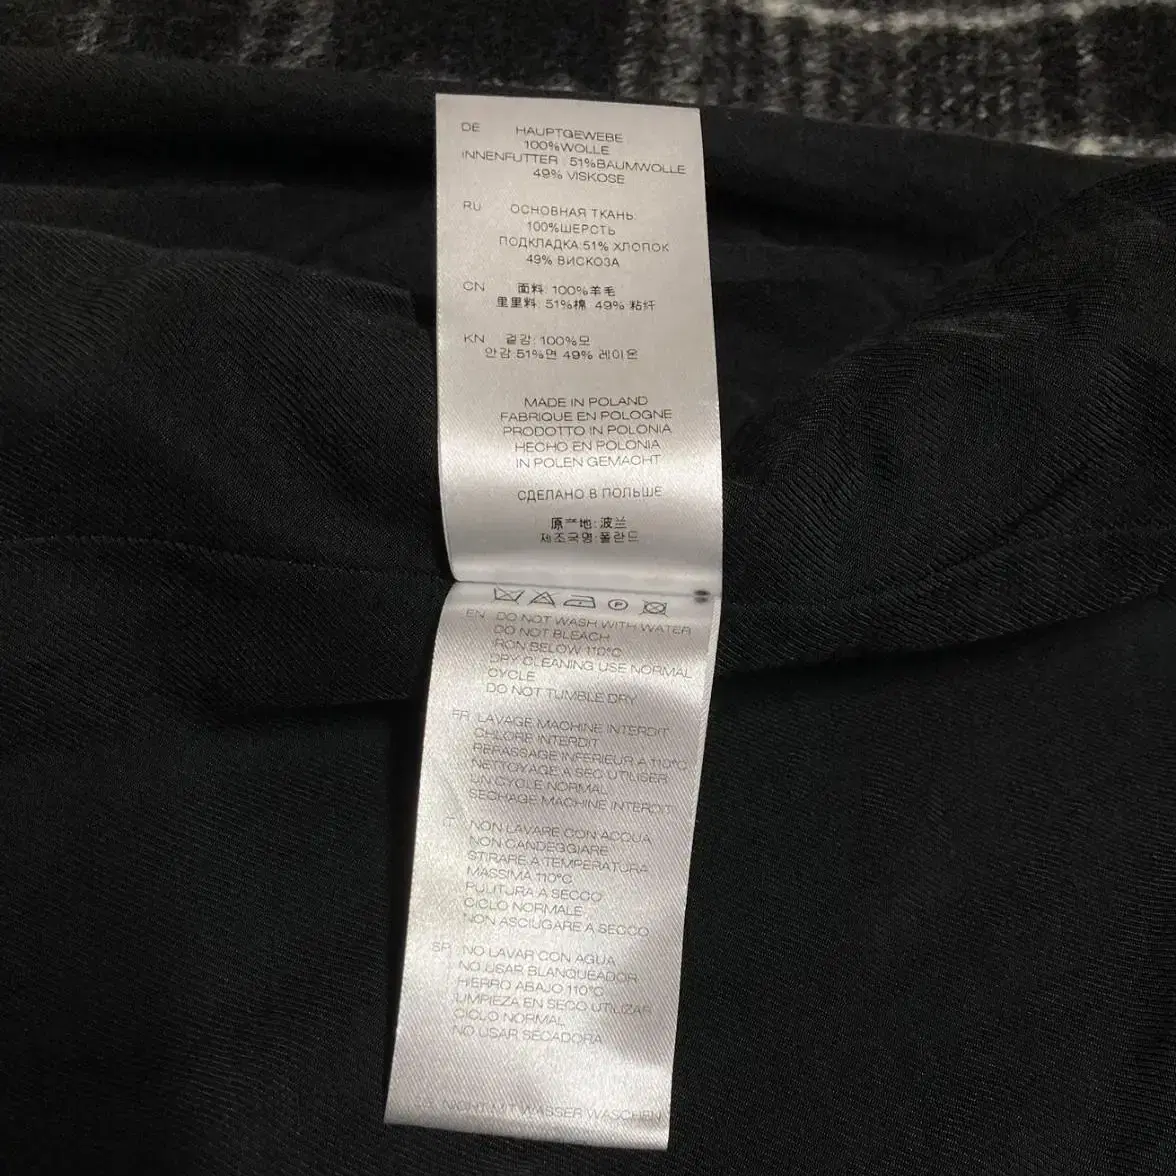 DE HAUPTGEWEBE
100%WOLLE
INNENFUTTER 51%BAUMWOLLE
49% VISKOSE
RU ОСНОВНАЯ ТКАНЬ:
100%ШЕРСТЬ
ПОДКЛАДКА:51% ХЛОПОК
49% ВИСКОЗА
CN 面料: 100%羊毛
里里料: 51%棉 49% 粘纤
KN 겉감: 100%모
안감 51%면 49% 레이온
MADE IN POLAND
FABRIQUE EN POLOGNE
PRODOTTO IN POLONIA
HECHO EN POLONIA
IN POLEN GEMACHT
СДЕЛАНО В ПОЛЬШЕ
原产地: 波兰
제조국명:폴란드
P
EN DO NOT WASH WITH WATER
DO NOT BLEACH
IRON BELOW 110°C
DRY CLEANING USE NORMAL
CYCLE
DO NOT TUMBLE DRY
FR LAVAGE MACHINE INTERDIT
CHLORE INTERDIT
REPASSAGE INFERIEUR A 110°C
NETTOYAGE A SEC UTILISER
UN CYCLE NORMAL
SECHAGE MACHINE INTERDIT
IT NON LAVARE CON ACQUA
NON CANDEGGIARE
STIRARE A TEMPERATURA
MASSIMA 110°C
PULITURA A SECCO
CICLO NORMALE
NON ASCIUGARE A SECCO
SP NO LAVAR CON AGUA
NO USAR BLANQUEADOR
HIERRO ABAJO 110°C
LIMPIEZA EN SECO UTILIZAR
CICLO NORMAL
NO USAR SECADORA
NICHT MIT WASSER WASCHEN